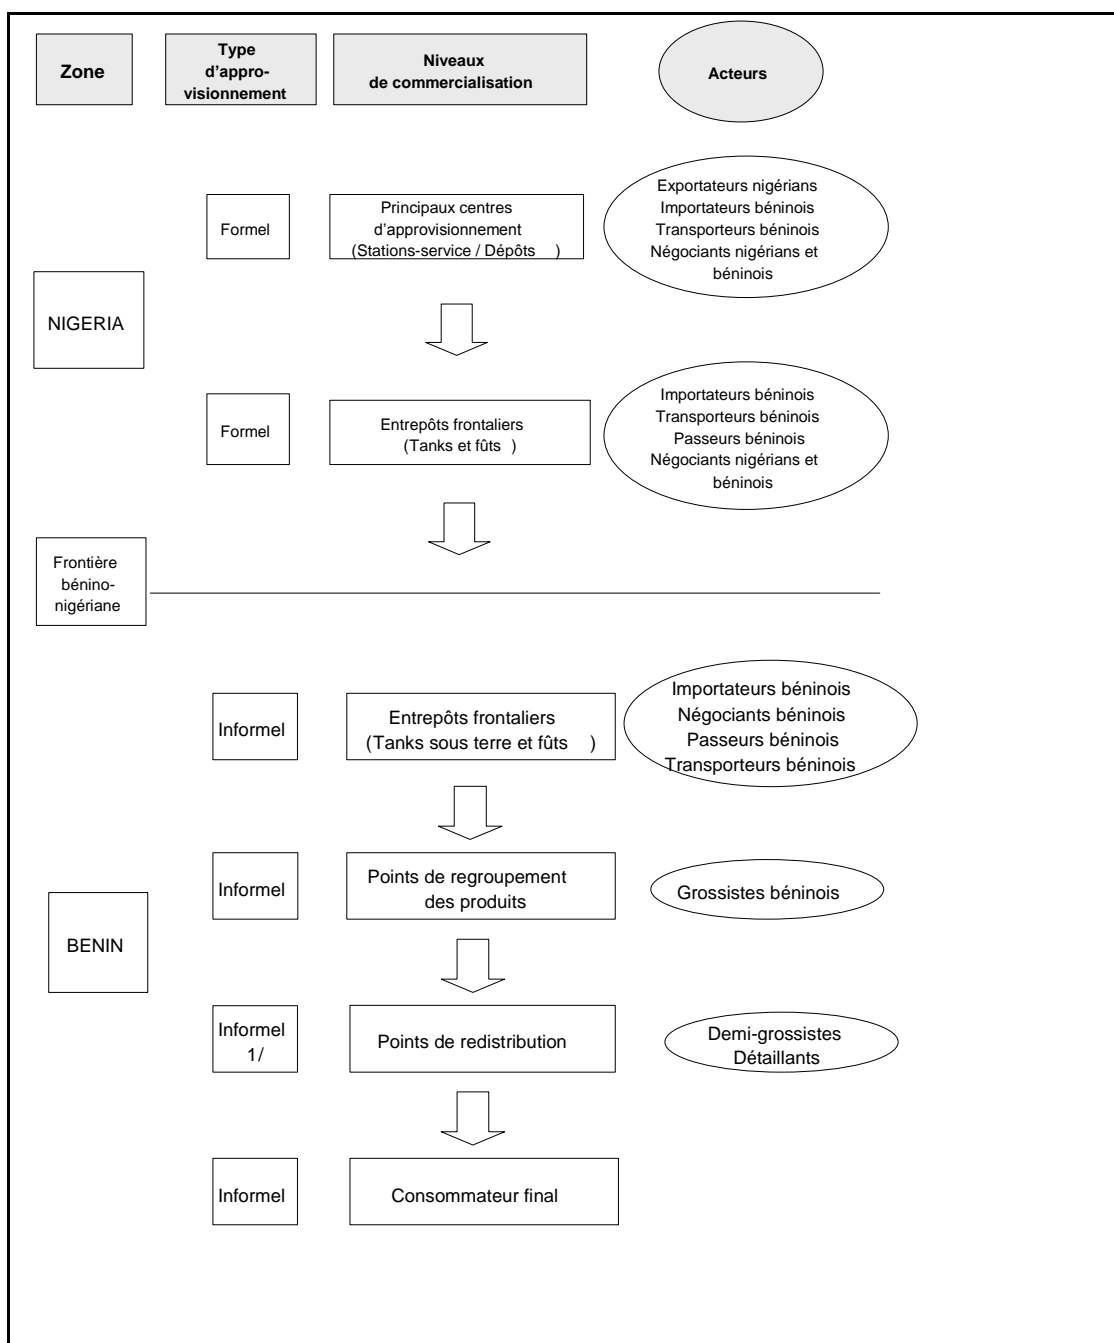 Zone
Type
d'appro-
visionnement
Niveaux
de commercialisation
Acteurs
Formel
Principaux centres
d'approvisionnement
(Stations-service / Dépôts )
Exportateurs nigérians
Importateurs béninois
Transporteurs béninois
Négociants nigérians et
béninois
NIGERIA
Formel
Entrepôts frontaliers
(Tanks et fûts )
Importateurs béninois
Transporteurs béninois
Passeurs béninois
Négociants nigérians et
béninois
Frontière
bénino-
nigériane
Informel
Entrepôts frontaliers
(Tanks sous terre et fûts )
Importateurs béninois
Négociants béninois
Passeurs béninois
Transporteurs béninois
Informel
Points de regroupement
des produits
Grossistes béninois
BENIN
Informel
1/
Points de redistribution
Demi-grossistes
Détaillants
Informel
Consommateur final